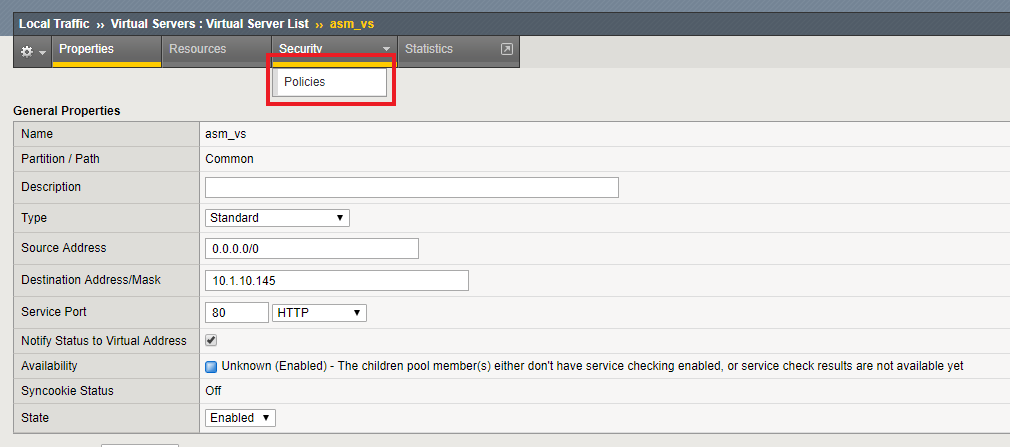 Local Traffic ›› Virtual Servers : Virtual Server List ›› asm_vs
Properties Resources Security Statistics
Policies
General Properties
Name asm_vs
Partition / Path Common
Description
Type Standard
Source Address 0.0.0.0/0
Destination Address/Mask 10.1.10.145
Service Port 80 HTTP
Notify Status to Virtual Address
Availability Unknown (Enabled) - The children pool member(s) either don't have service checking enabled, or service check results are not available yet
Syncookie Status Off
State Enabled